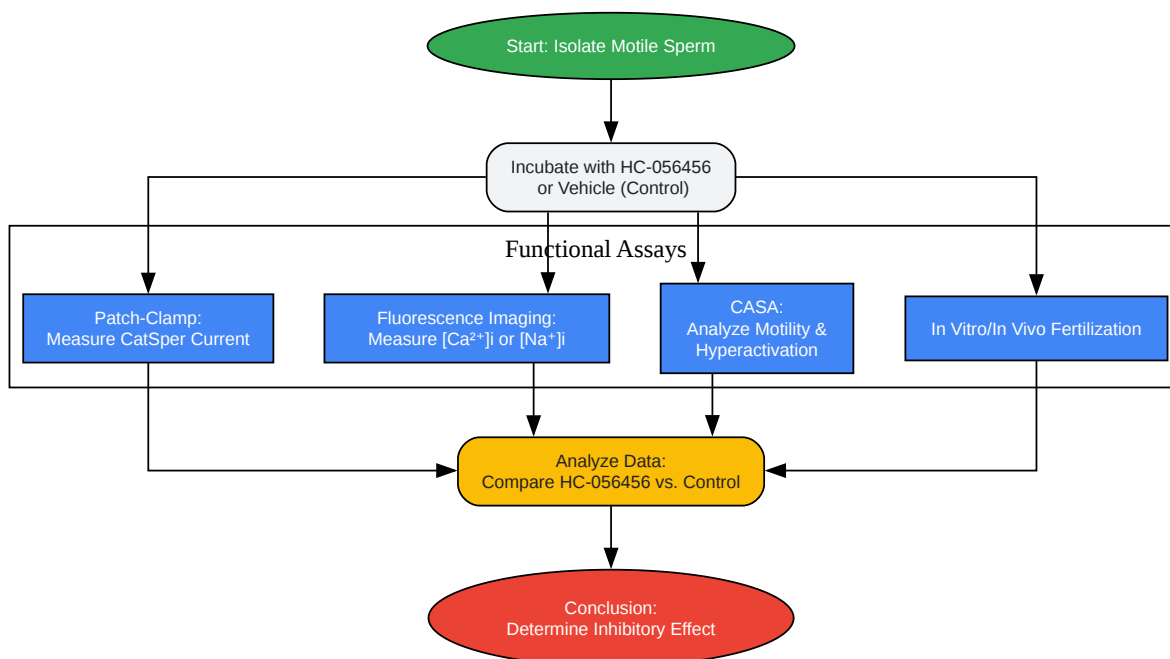 Start: Isolate Motile Sperm
Incubate with HC-056456
or Vehicle (Control)
Functional Assays
Patch-Clamp:
Measure CatSper Current
Fluorescence Imaging:
Measure [Ca²⁺]i or [Na⁺]i
CASA:
Analyze Motility &
Hyperactivation
In Vitro/In Vivo Fertilization
Analyze Data:
Compare HC-056456 vs. Control
Conclusion:
Determine Inhibitory Effect